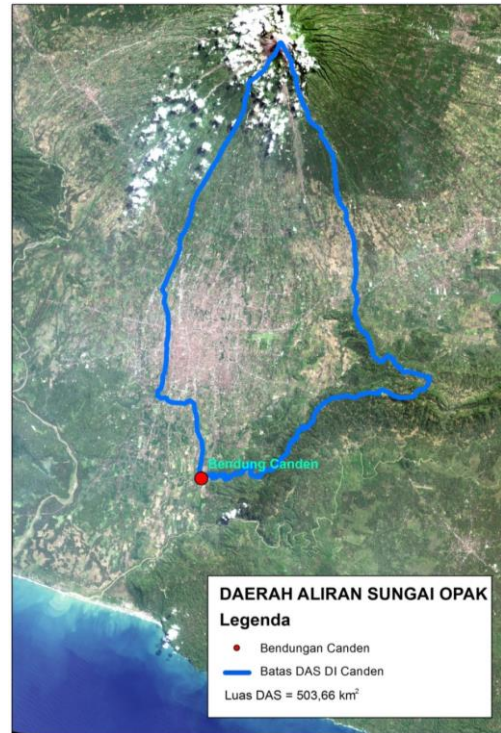 Bendung Canden
DAERAH ALIRAN SUNGAI OPAK
Legenda
Bendungan Canden
Batas DAS DI Canden
Luas DAS = 503,66 km²